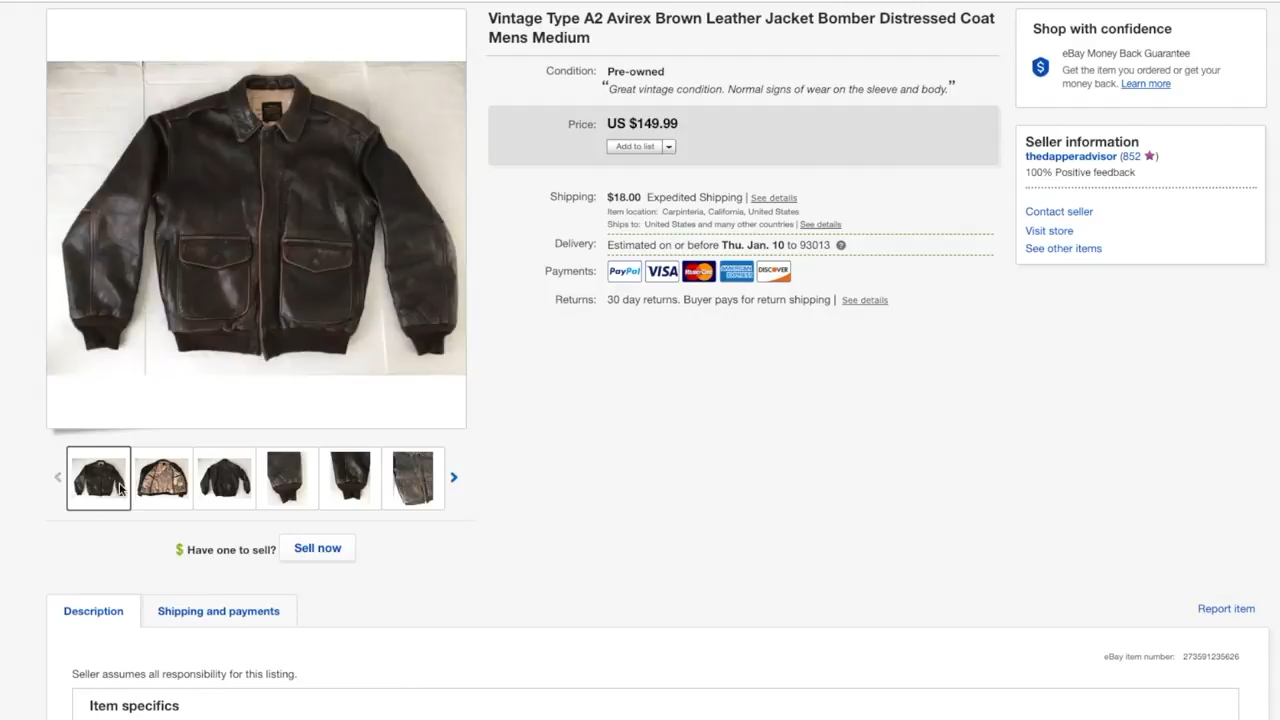 Vintage Type A2 Avirex Brown Leather Jacket Bomber Distressed Coat
Mens Medium
Condition: Pre-owned
“Great vintage condition. Normal signs of wear on the sleeve and body.”
Price: US $149.99
Add to list
Shipping: $18.00 Expedited Shipping | See details
Item location: Carpinteria, California, United States
Ships to: United States and many other countries | See details
Delivery: Estimated on or before Thu. Jan. 10 to 93013 ?
Payments: PayPal VISA MasterCard AMERICAN EXPRESS DISCOVER
Returns: 30 day returns. Buyer pays for return shipping | See details
Shop with confidence
$
eBay Money Back Guarantee
Get the item you ordered or get your
money back. Learn more
Seller information
thedapperadvisor (852 ★)
100% Positive feedback
Contact seller
Visit store
See other items
$ Have one to sell? Sell now
Description
Shipping and payments
Report item
eBay item number: 273591235626
Seller assumes all responsibility for this listing.
Item specifics